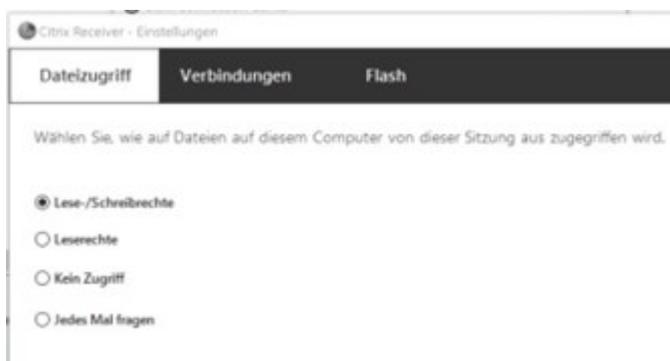 Citrix Receiver - Einstellungen
Dateizugriff Verbindungen Flash
Wählen Sie, wie auf Dateien auf diesem Computer von dieser Sitzung aus zugegriffen wird.
Lese-/Schreibrechte
Leserechte
Kein Zugriff
Jedes Mal fragen